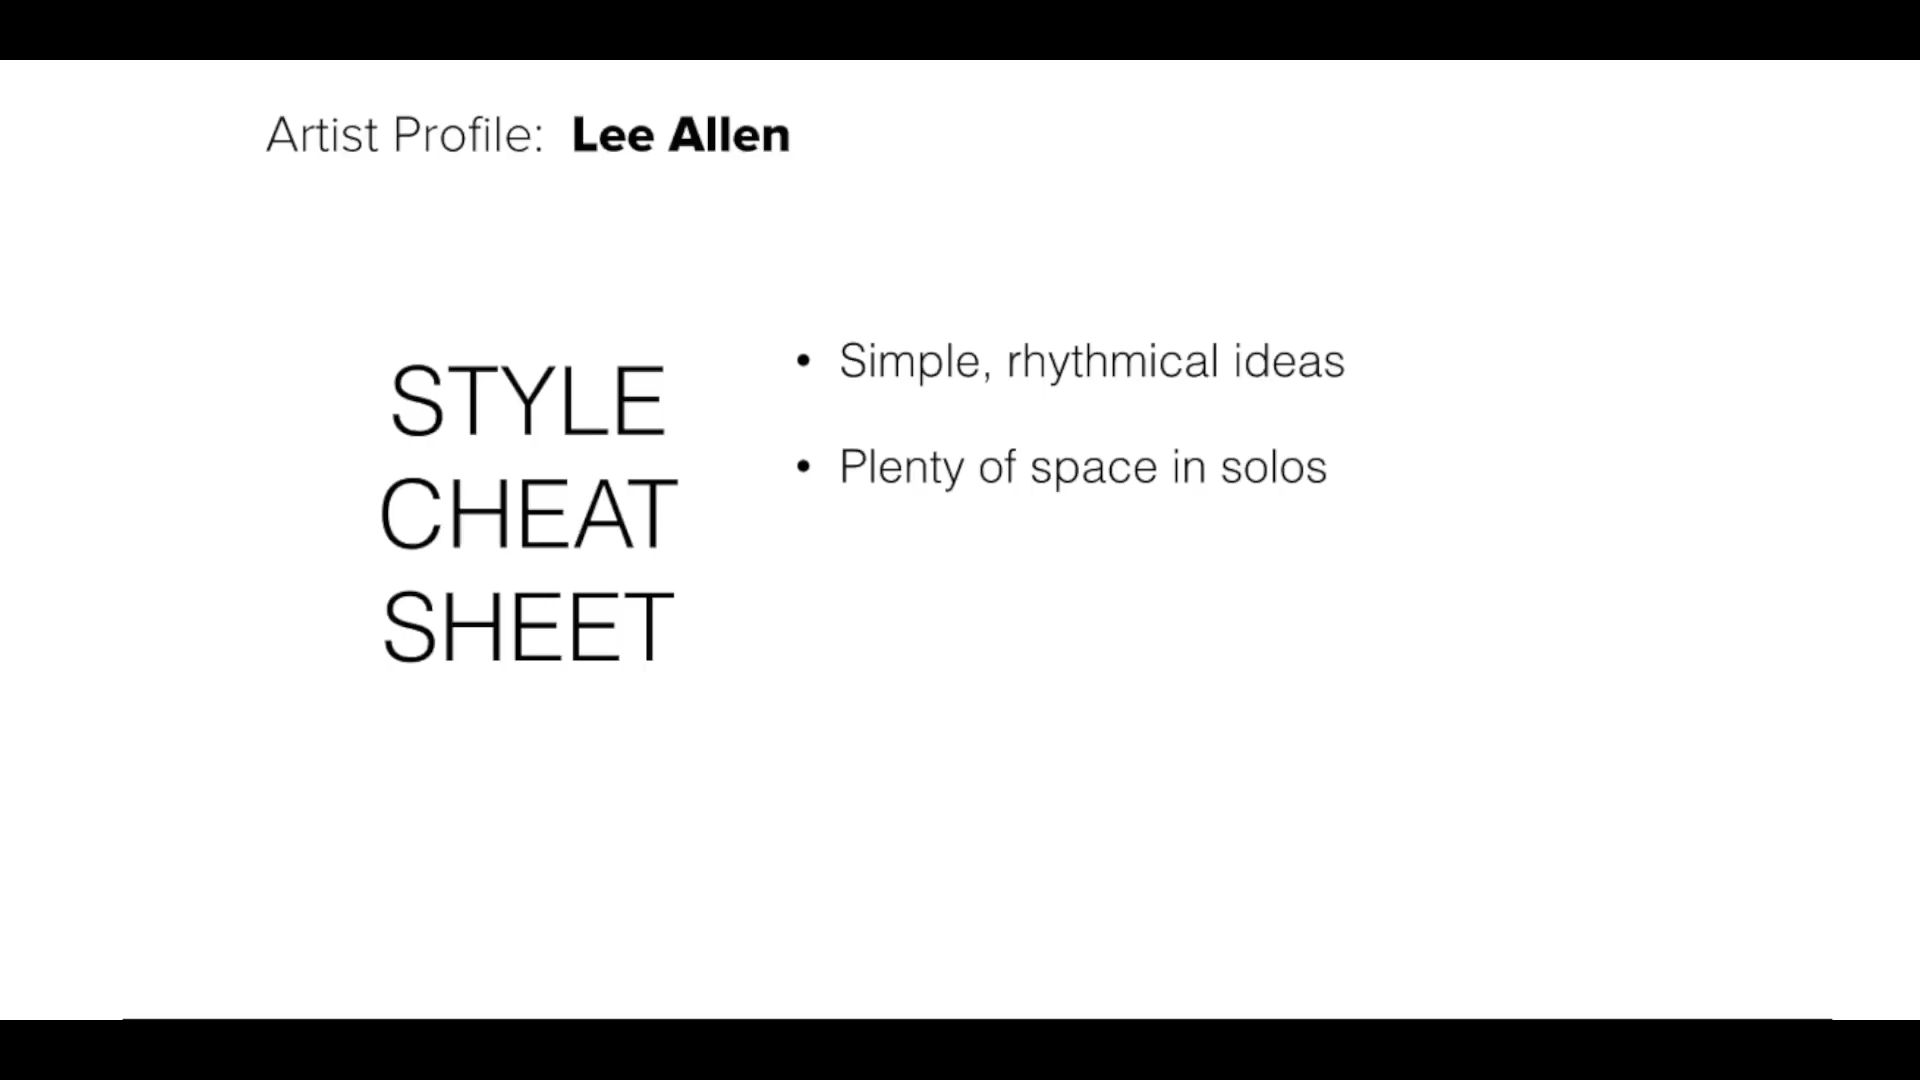 Artist Profile: Lee Allen
STYLE
CHEAT
SHEET
• Simple, rhythmical ideas
• Plenty of space in solos